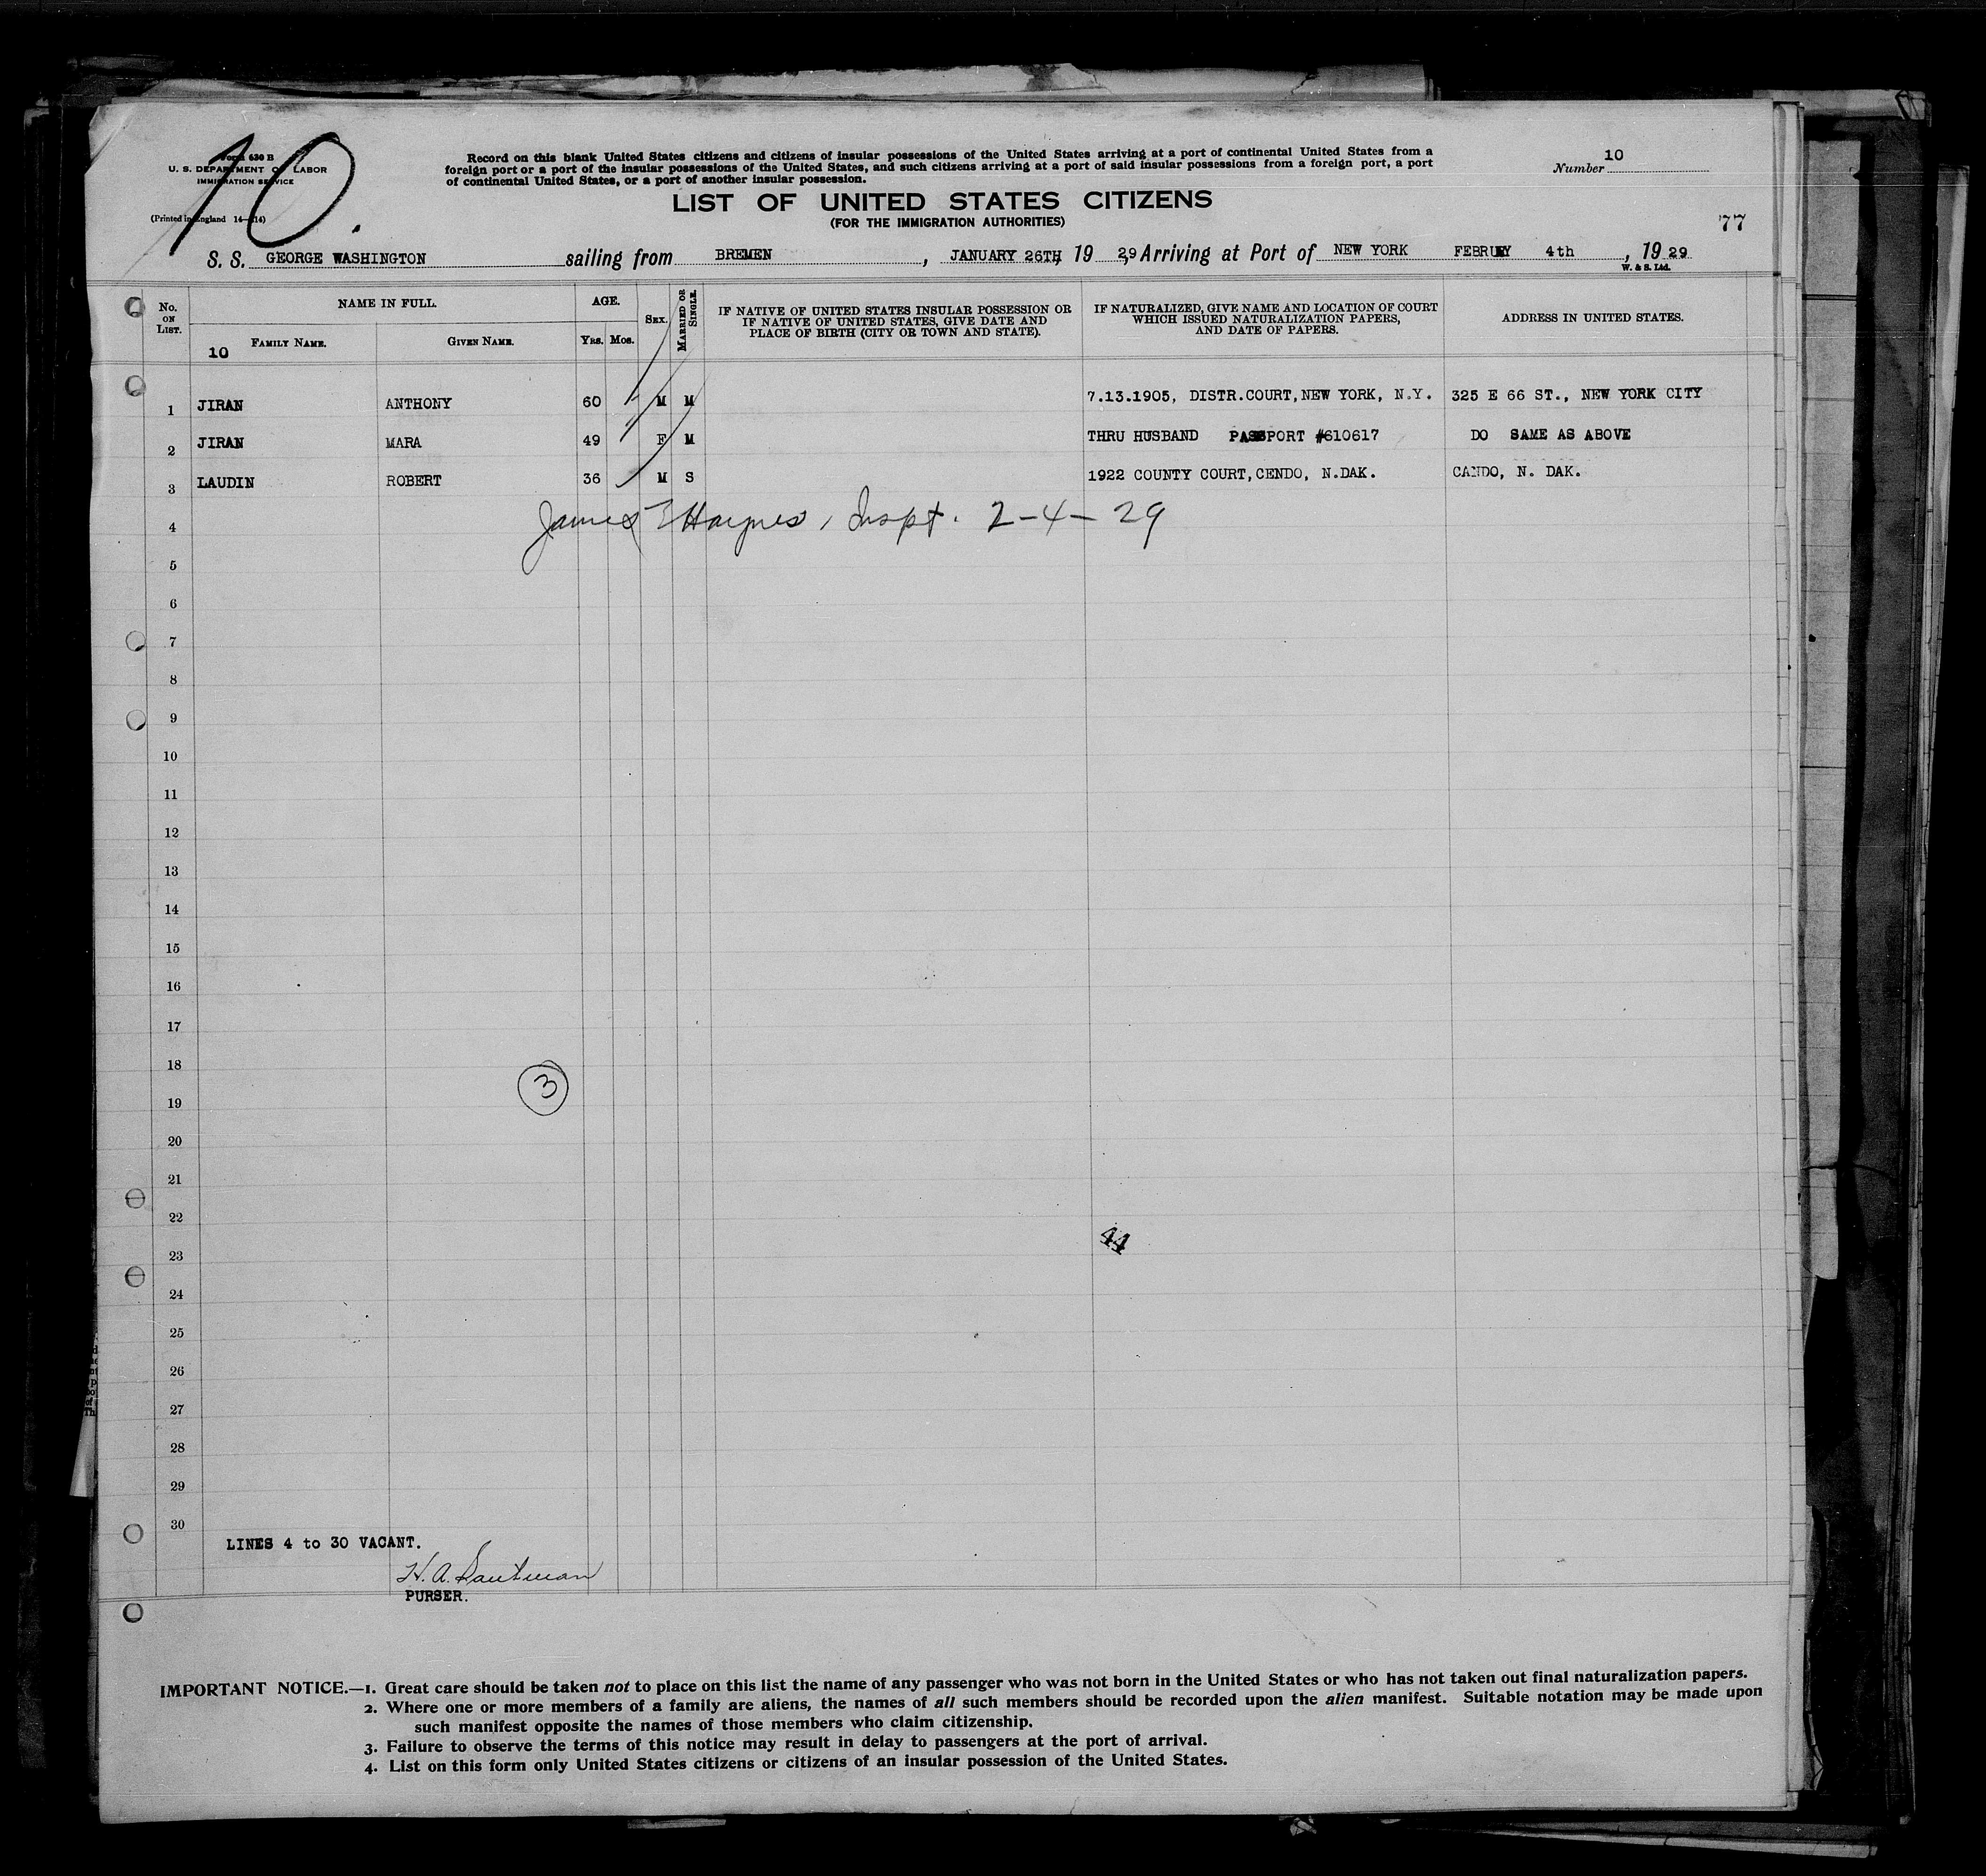 10.
Form 630 B
U. S. DEPARTMENT OF LABOR
IMMIGRATION SERVICE
(Printed in England 14—
Record on this blank United States citizens and citizens of insular possessions of the United States arriving at a port of continental United States from a
foreign port or a port of the insular possessions of the United States, and such citizens arriving at a port of said insular possessions from a foreign port, a port
of continental United States, or a port of another insular possession.
Number 10
LIST OF UNITED STATES CITIZENS
(FOR THE IMMIGRATION AUTHORITIES)
77
S. S. GEORGE WASHINGTON sailing from BREMEN, JANUARY 26TH, 19 29, Arriving at Port of NEW YORK 4th, 19 29
W. & S. Ltd.
No. ON LIST. NAME IN FULL. AGE. SEX. MARRIED OR SINGLE. IF NATIVE OF UNITED STATES INSULAR POSSESSION OR IF NATIVE OF UNITED STATES, GIVE DATE AND PLACE OF BIRTH (CITY OR TOWN AND STATE). IF NATURALIZED, GIVE NAME AND LOCATION OF COURT WHICH ISSUED NATURALIZATION PAPERS, AND DATE OF PAPERS. ADDRESS IN UNITED STATES.
10 FAMILY NAME. GIVEN NAME. YRS. MOS.
1 JIRAN ANTHONY 60 M M 7.13.1905, DISTR.COURT,NEW YORK, N.Y. 325 E 66 ST., NEW YORK CITY
2 JIRAN MARA 49 F M THRU HUSBAND PASSPORT #610617 DO SAME AS ABOVE
3 LAUDIN ROBERT 36 M S 1922 COUNTY COURT,CENDO, N.DAK. CANDO, N. DAK.
4 James E Haynes, Inspt. 2-4-29
5
6
7
8
9
10
11
12
13
14
15
16
17
18
3
19
20
21
22
44
23
24
25
26
27
28
29
30
LINES 4 to 30 VACANT.
H. A.
PURSER.
IMPORTANT NOTICE.—1. Great care should be taken not to place on this list the name of any passenger who was not born in the United States or who has not taken out final naturalization papers.
2. Where one or more members of a family are aliens, the names of all such members should be recorded upon the alien manifest. Suitable notation may be made upon
such manifest opposite the names of those members who claim citizenship.
3. Failure to observe the terms of this notice may result in delay to passengers at the port of arrival.
4. List on this form only United States citizens or citizens of an insular possession of the United States.